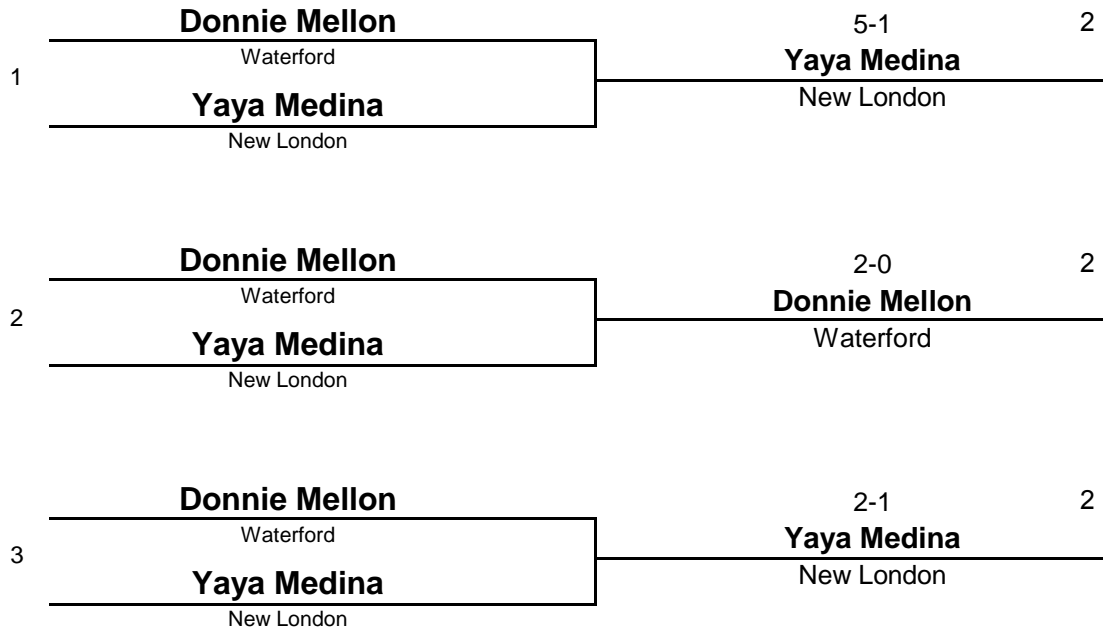 Donnie Mellon
5-1 2
Waterford
Yaya Medina
1
Yaya Medina
New London
New London
Donnie Mellon
2-0 2
Waterford
Donnie Mellon
2
Yaya Medina
Waterford
New London
Donnie Mellon
2-1 2
Waterford
Yaya Medina
3
Yaya Medina
New London
New London